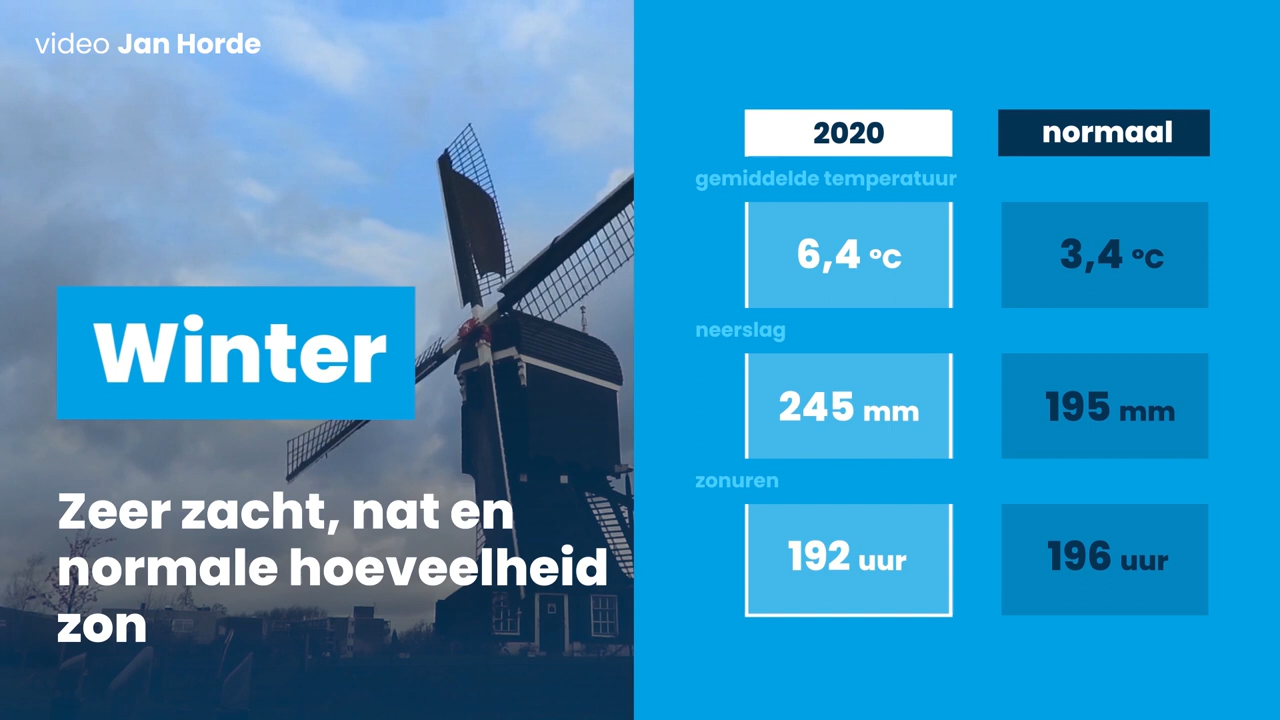 video Jan Horde
Winter
Zeer zacht, nat en
normale hoeveelheid
zon
2020 normaal
gemiddelde temperatuur
6,4 °C 3,4 °C
neerslag
245 mm 195 mm
zonuren
192 uur 196 uur